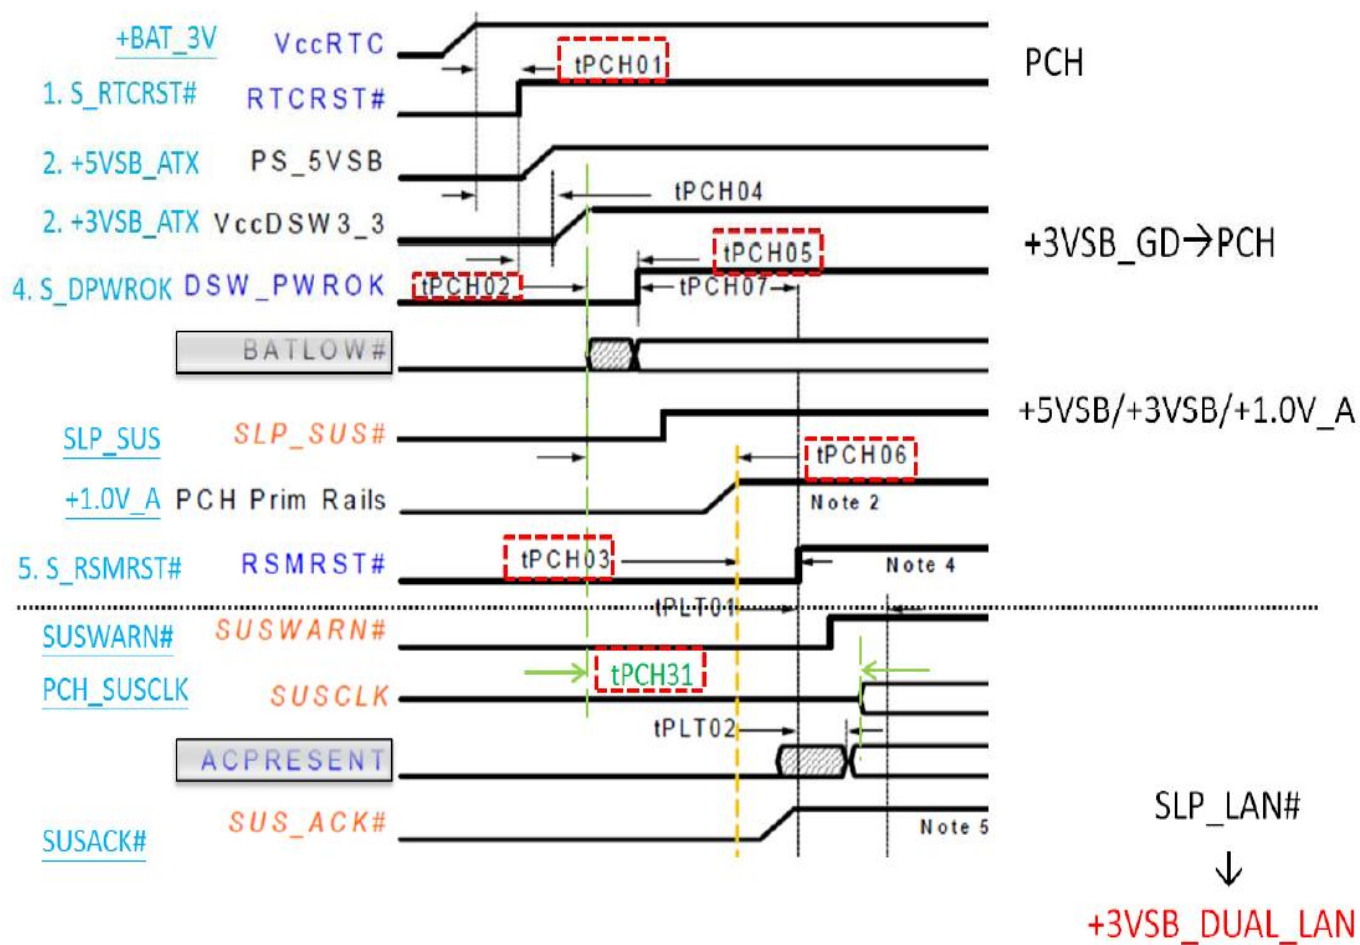 +BAT_3V VccRTC
tPCH01
PCH
1. S_RTCRST# RTCRST#
2. +5VSB_ATX PS_5VSB
tPCH04
2. +3VSB_ATX VccDSW3_3
tPCH05
+3VSB_GD→PCH
4. S_DPWROK DSW_PWROK tPCH02 tPCH07
BATLOW#
+5VSB/+3VSB/+1.0V_A
SLP_SUS SLP_SUS#
tPCH06
+1.0V_A PCH Prim Rails
Note 2
5. S_RSMRST# RSMRST# tPCH03 Note 4
tPLT01
SUSWARN# SUSWARN#
tPCH31
PCH_SUSCLK SUSCLK
tPLT02
ACPRESENT
SLP_LAN#
SUSACK# SUS_ACK#
Note 5
↓
+3VSB_DUAL_LAN